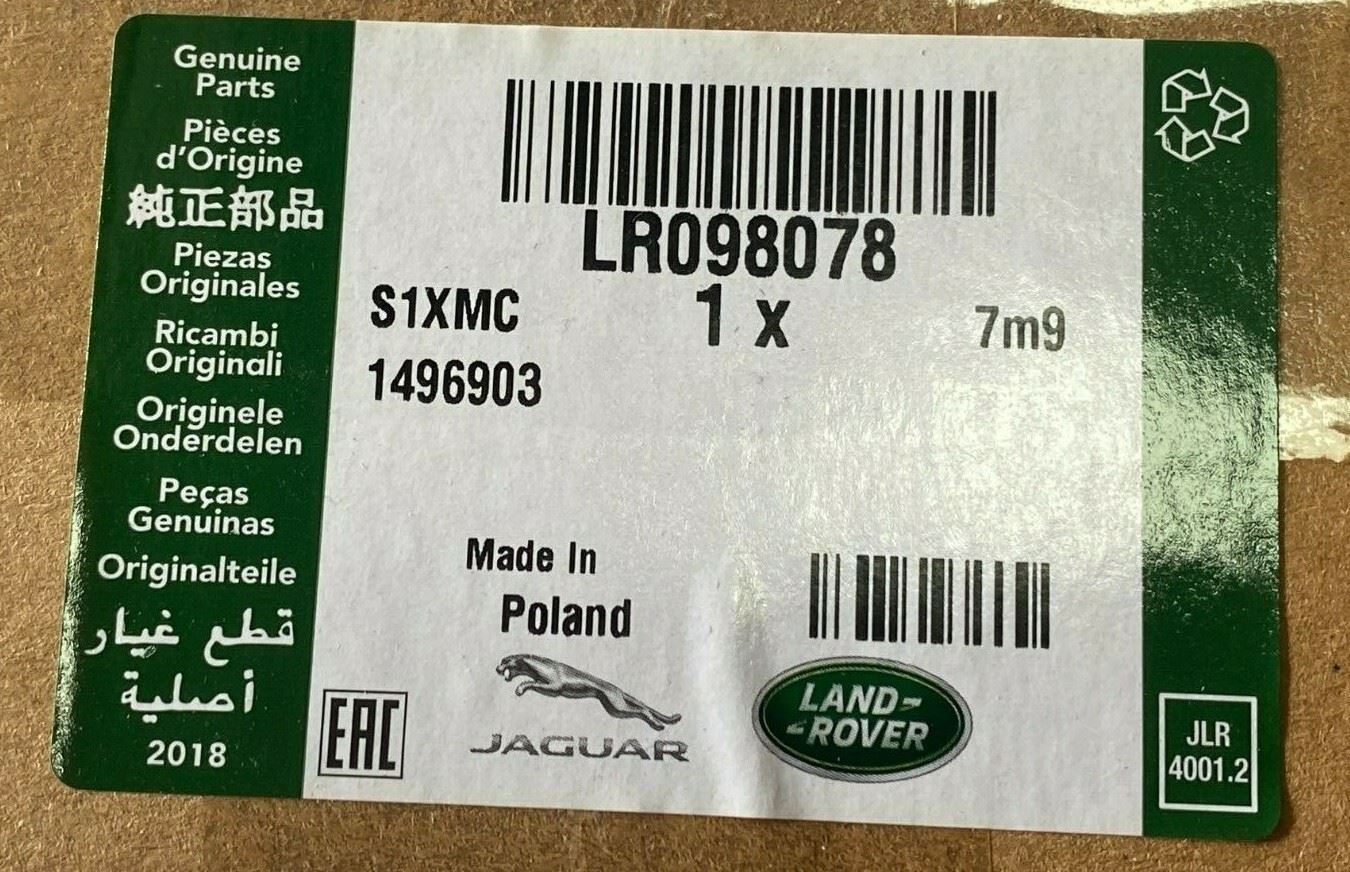 Genuine
Parts
Pièces
d'Origine
純正部品
Piezas
Originales
Ricambi
Originali
Originele
Onderdelen
Peças
Genuinas
Originalteile
قطع غيار
أصلية
2018
LR098078
S1XMC
1 x
7m9
1496903
Made In
Poland
EAC
JAGUAR
LAND-
-ROVER
JLR
4001.2